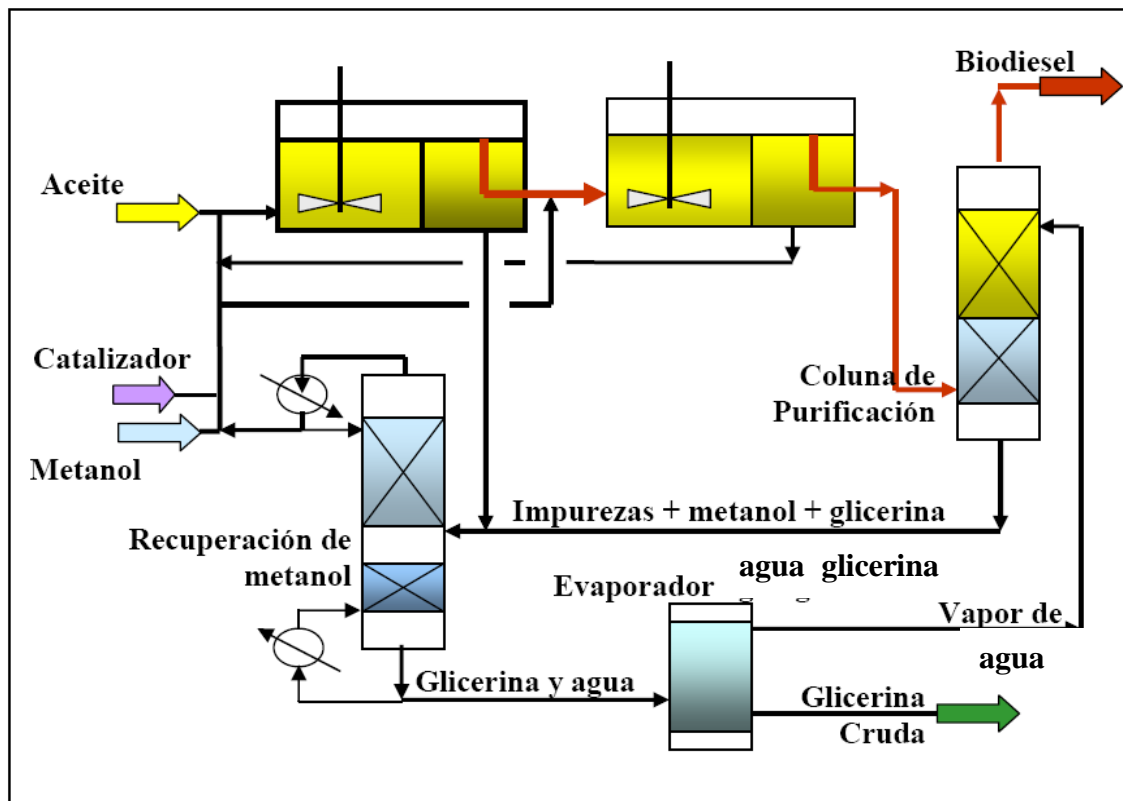 Biodiesel
Aceite
Catalizador
Metanol
Coluna de
Purificación
Impurezas + metanol + glicerina
Recuperación de
metanol
agua glicerina
Evaporador
Vapor de
agua
Glicerina y agua
Glicerina
Cruda